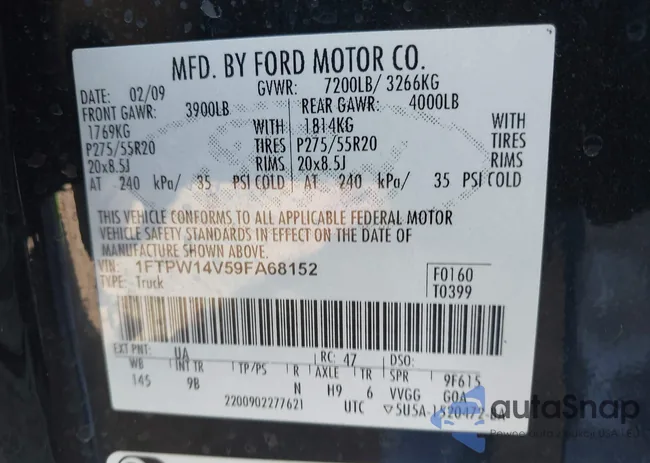 MFD. BY FORD MOTOR CO.
DATE: 02/09 GVWR: 7200LB/ 3266KG
FRONT GAWR: 3900LB REAR GAWR: 4000LB
1769KG WITH 1814KG WITH
P275/55R20 TIRES P275/55R20 TIRES
20x8.5J RIMS 20x8.5J RIMS
AT 240 kPa/ 35 PSI COLD AT 240 kPa/ 35 PSI COLD
THIS VEHICLE CONFORMS TO ALL APPLICABLE FEDERAL MOTOR
VEHICLE SAFETY STANDARDS IN EFFECT ON THE DATE OF
MANUFACTURE SHOWN ABOVE.
VIN: 1FTPW14V59FA68152 F0160
TYPE: Truck T0399
EXT PNT: UA RC: 47 DSO:
WB INT TR TP/PS R AXLE TR SPR 9F615
145 9B N H9 6 VVGG GOA
2200902277621 UTC 5U5A-1520472-BA
autoSnap